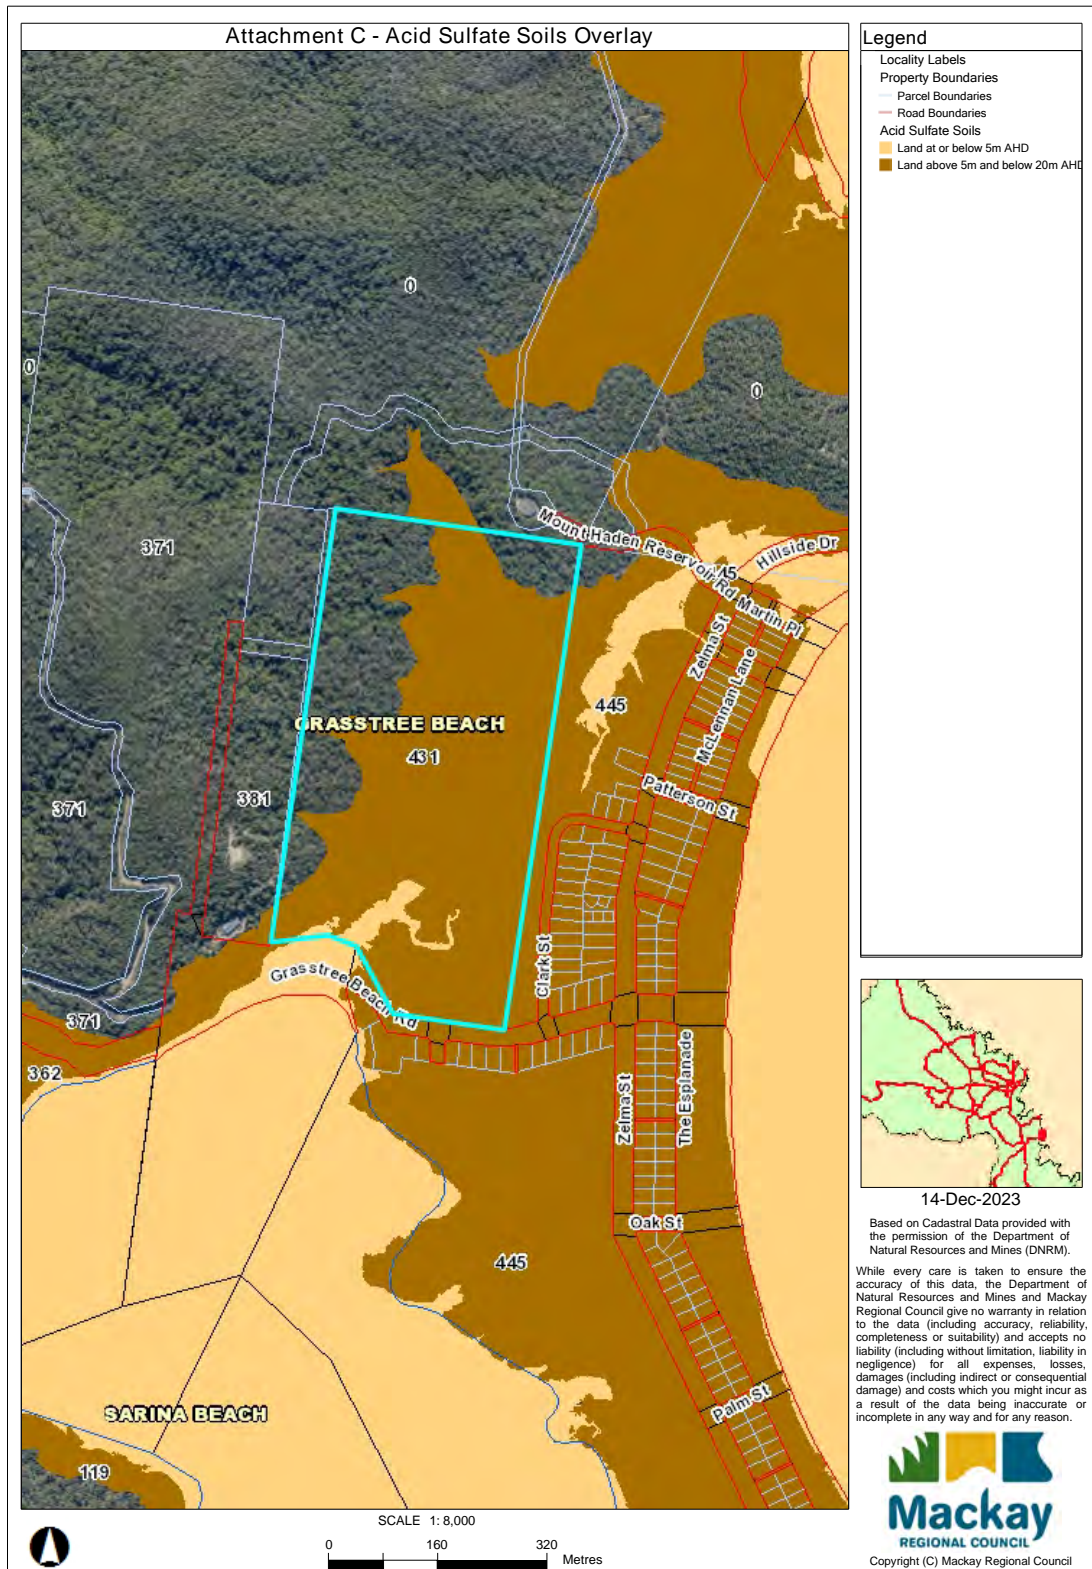 Attachment C - Acid Sulfate Soils Overlay
Legend
Locality Labels
Property Boundaries
Parcel Boundaries
Road Boundaries
Acid Sulfate Soils
Land at or below 5m AHD
Land above 5m and below 20m AHD
0
0
0
371
Mount Haden Reservoir Rd
45
Hillside Dr
Martin Pl
Zelma St
McLennan Lane
445
GRASSTREE BEACH
431
381
371
Patterson St
Clark St
Grasstree Beach Rd
371
362
Zelma St
The Esplanade
Oak St
445
Palm St
SARINA BEACH
119
14-Dec-2023
Based on Cadastral Data provided with
the permission of the Department of
Natural Resources and Mines (DNRM).
While every care is taken to ensure the
accuracy of this data, the Department of
Natural Resources and Mines and Mackay
Regional Council give no warranty in relation
to the data (including accuracy, reliability,
completeness or suitability) and accepts no
liability (including without limitation, liability in
negligence) for all expenses, losses,
damages (including indirect or consequential
damage) and costs which you might incur as
a result of the data being inaccurate or
incomplete in any way and for any reason.
Mackay
REGIONAL COUNCIL
Copyright (C) Mackay Regional Council
SCALE 1: 8,000
0 160 320
Metres